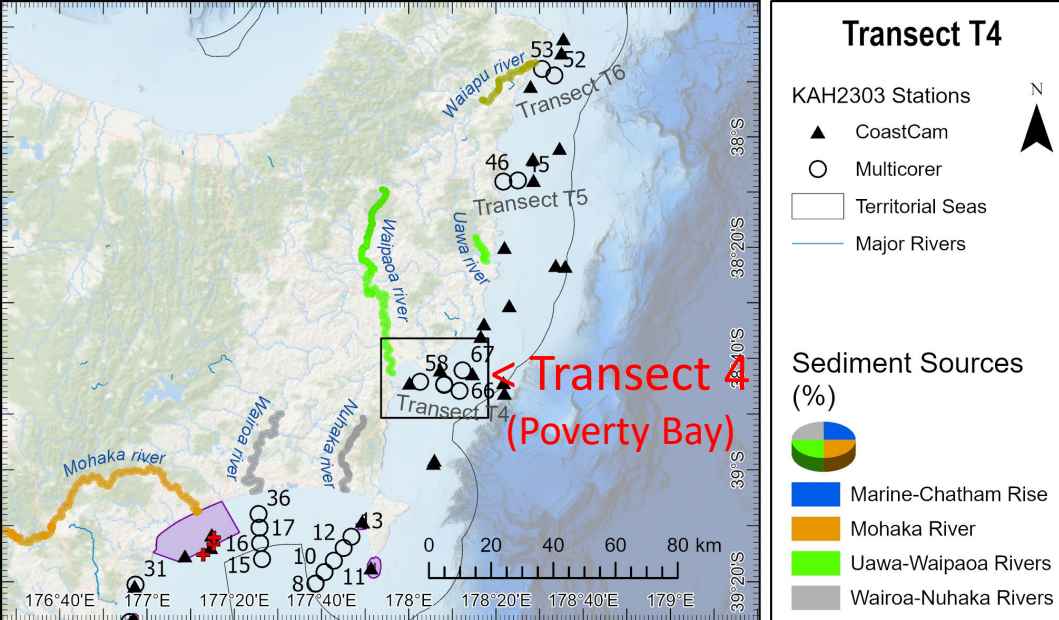 53
52
Waiapu river
Transect T6
38°S
46
15
Transect T5
Waipaoa river
Uawa river
38°20'S
38°40'S
67
58
66
< Transect 4
(Poverty Bay)
Transect T4
Wairoa river
Nuhaka river
Mohaka river
39°S
36
17
16
15
12
13
10
11
8
31
0 20 40 60 80 km
39°20'S
176°40'E 177°E 177°20'E 177°40'E 178°E 178°20'E 178°40'E 179°E
Transect T4
KAH2303 Stations
N
CoastCam
Multicorer
Territorial Seas
Major Rivers
Sediment Sources
(%)
Marine-Chatham Rise
Mohaka River
Uawa-Waipaoa Rivers
Wairoa-Nuhaka Rivers